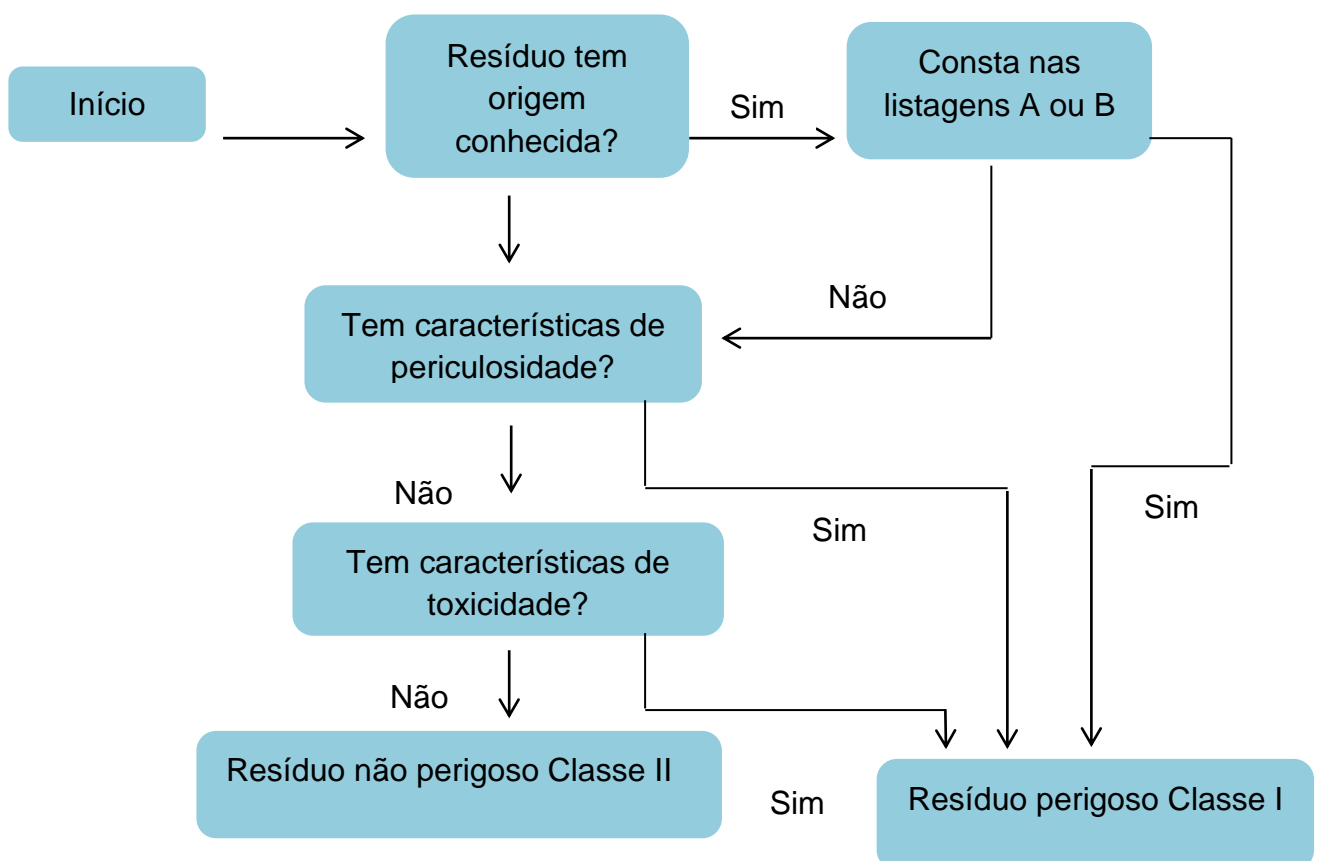 Início
Resíduo tem
origem
conhecida?
Sim
Consta nas
listagens A ou B
Não
Tem características de
periculosidade?
Não
Sim
Sim
Tem características de
toxicidade?
Não
Resíduo não perigoso Classe II
Sim
Resíduo perigoso Classe I